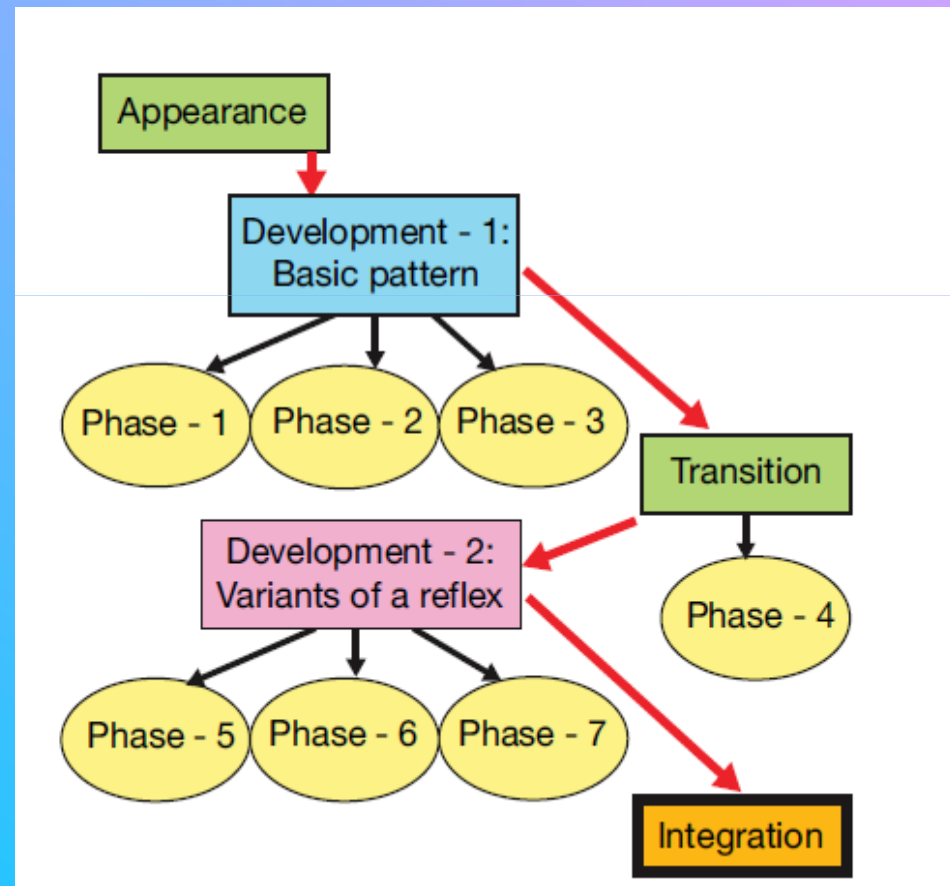 Appearance
Development - 1:
Basic pattern
Phase - 1
Phase - 2
Phase - 3
Transition
Phase - 4
Development - 2:
Variants of a reflex
Phase - 5
Phase - 6
Phase - 7
Integration